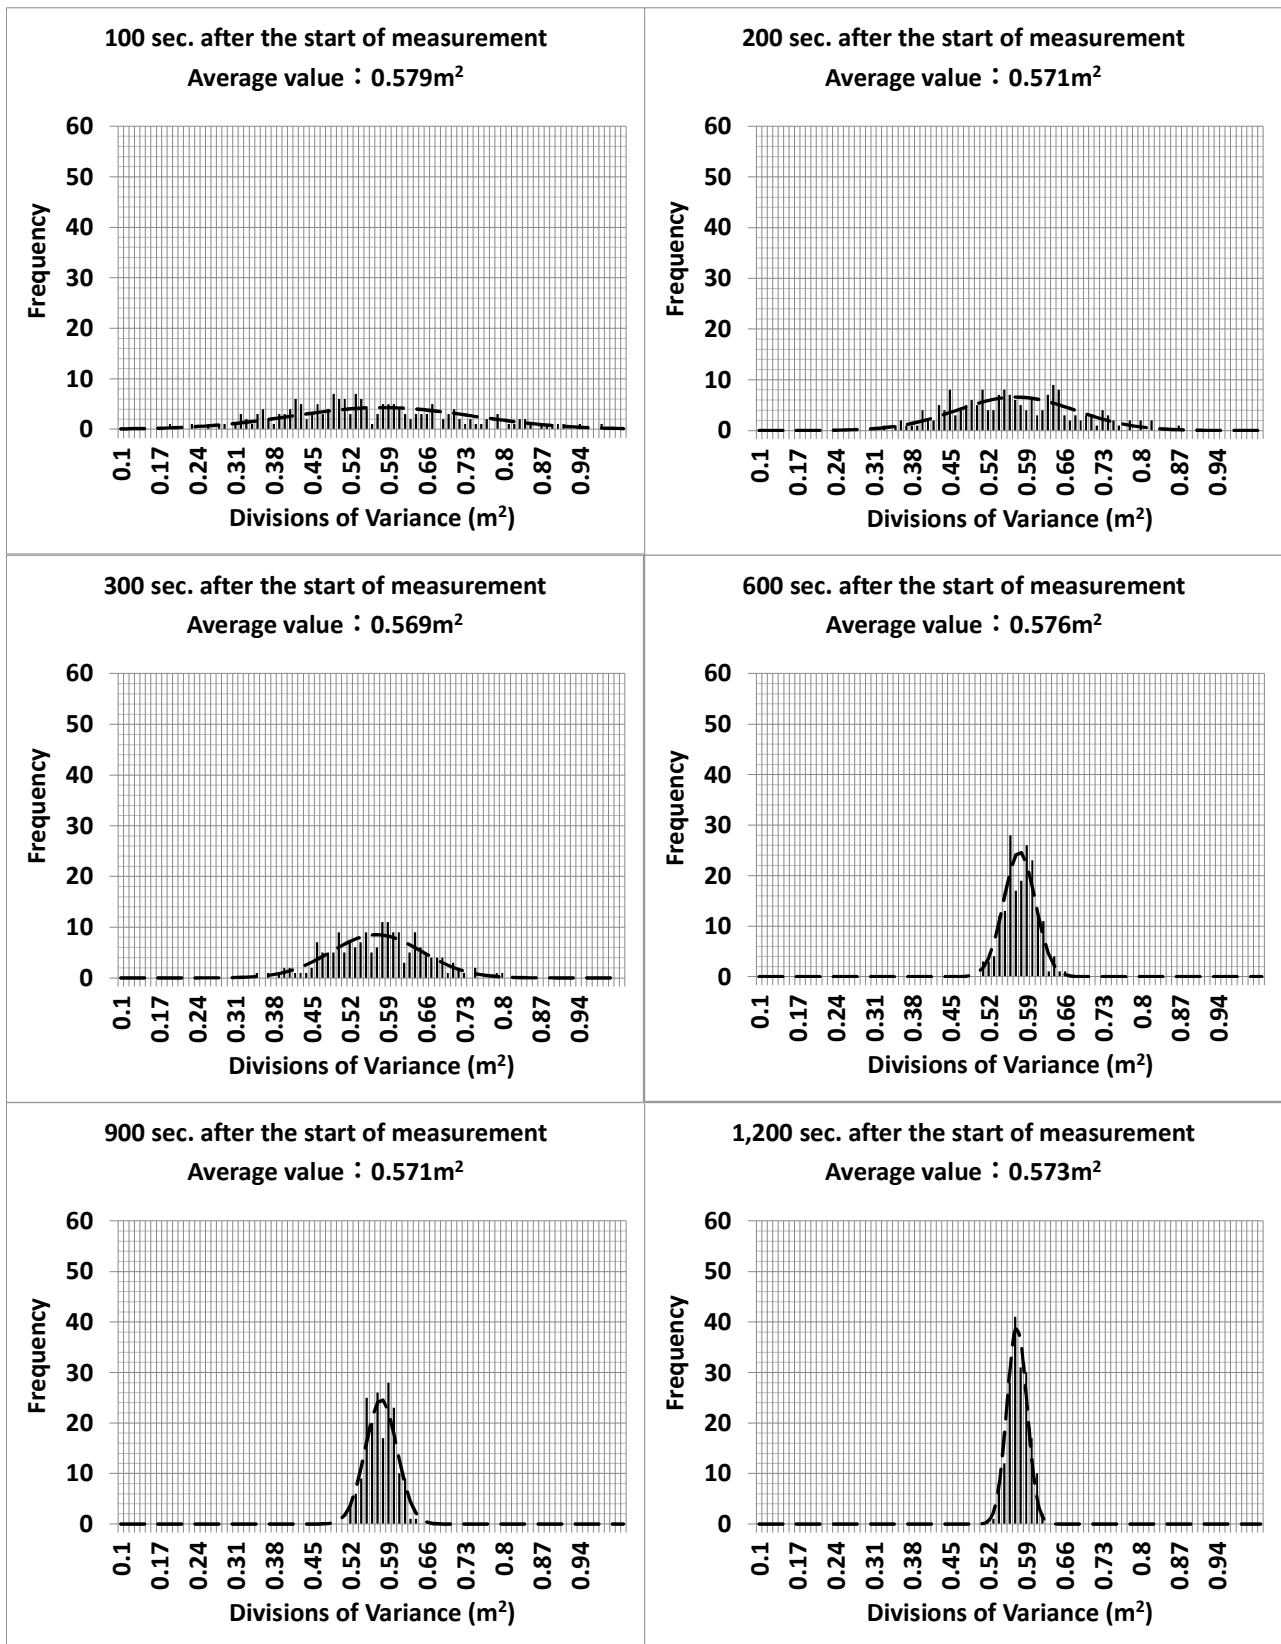 100 sec. after the start of measurement
Average value：0.579m²
60
50
40
30
20
10
0
Frequency
0.1 0.17 0.24 0.31 0.38 0.45 0.52 0.59 0.66 0.73 0.8 0.87 0.94
Divisions of Variance (m²)
200 sec. after the start of measurement
Average value：0.571m²
60
50
40
30
20
10
0
Frequency
0.1 0.17 0.24 0.31 0.38 0.45 0.52 0.59 0.66 0.73 0.8 0.87 0.94
Divisions of Variance (m²)
300 sec. after the start of measurement
Average value：0.569m²
60
50
40
30
20
10
0
Frequency
0.1 0.17 0.24 0.31 0.38 0.45 0.52 0.59 0.66 0.73 0.8 0.87 0.94
Divisions of Variance (m²)
600 sec. after the start of measurement
Average value：0.576m²
60
50
40
30
20
10
0
Frequency
0.1 0.17 0.24 0.31 0.38 0.45 0.52 0.59 0.66 0.73 0.8 0.87 0.94
Divisions of Variance (m²)
900 sec. after the start of measurement
Average value：0.571m²
60
50
40
30
20
10
0
Frequency
0.1 0.17 0.24 0.31 0.38 0.45 0.52 0.59 0.66 0.73 0.8 0.87 0.94
Divisions of Variance (m²)
1,200 sec. after the start of measurement
Average value：0.573m²
60
50
40
30
20
10
0
Frequency
0.1 0.17 0.24 0.31 0.38 0.45 0.52 0.59 0.66 0.73 0.8 0.87 0.94
Divisions of Variance (m²)